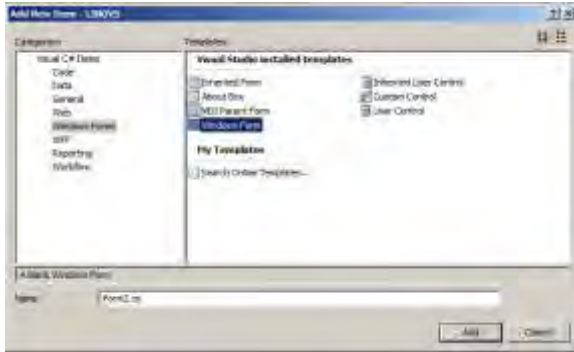 Add New Item -
Categories:
Templates:
Visual C# Items
Code
Data
General
Web
Windows Forms
WPF
Reporting
Workflow
Visual Studio installed templates
Inherited Form
About Box
MDI Parent Form
Windows Form
Inherited User Control
Custom Control
User Control
My Templates
Search Online Templates...
A blank Windows Form
Name:
Form2.cs
Add
Cancel